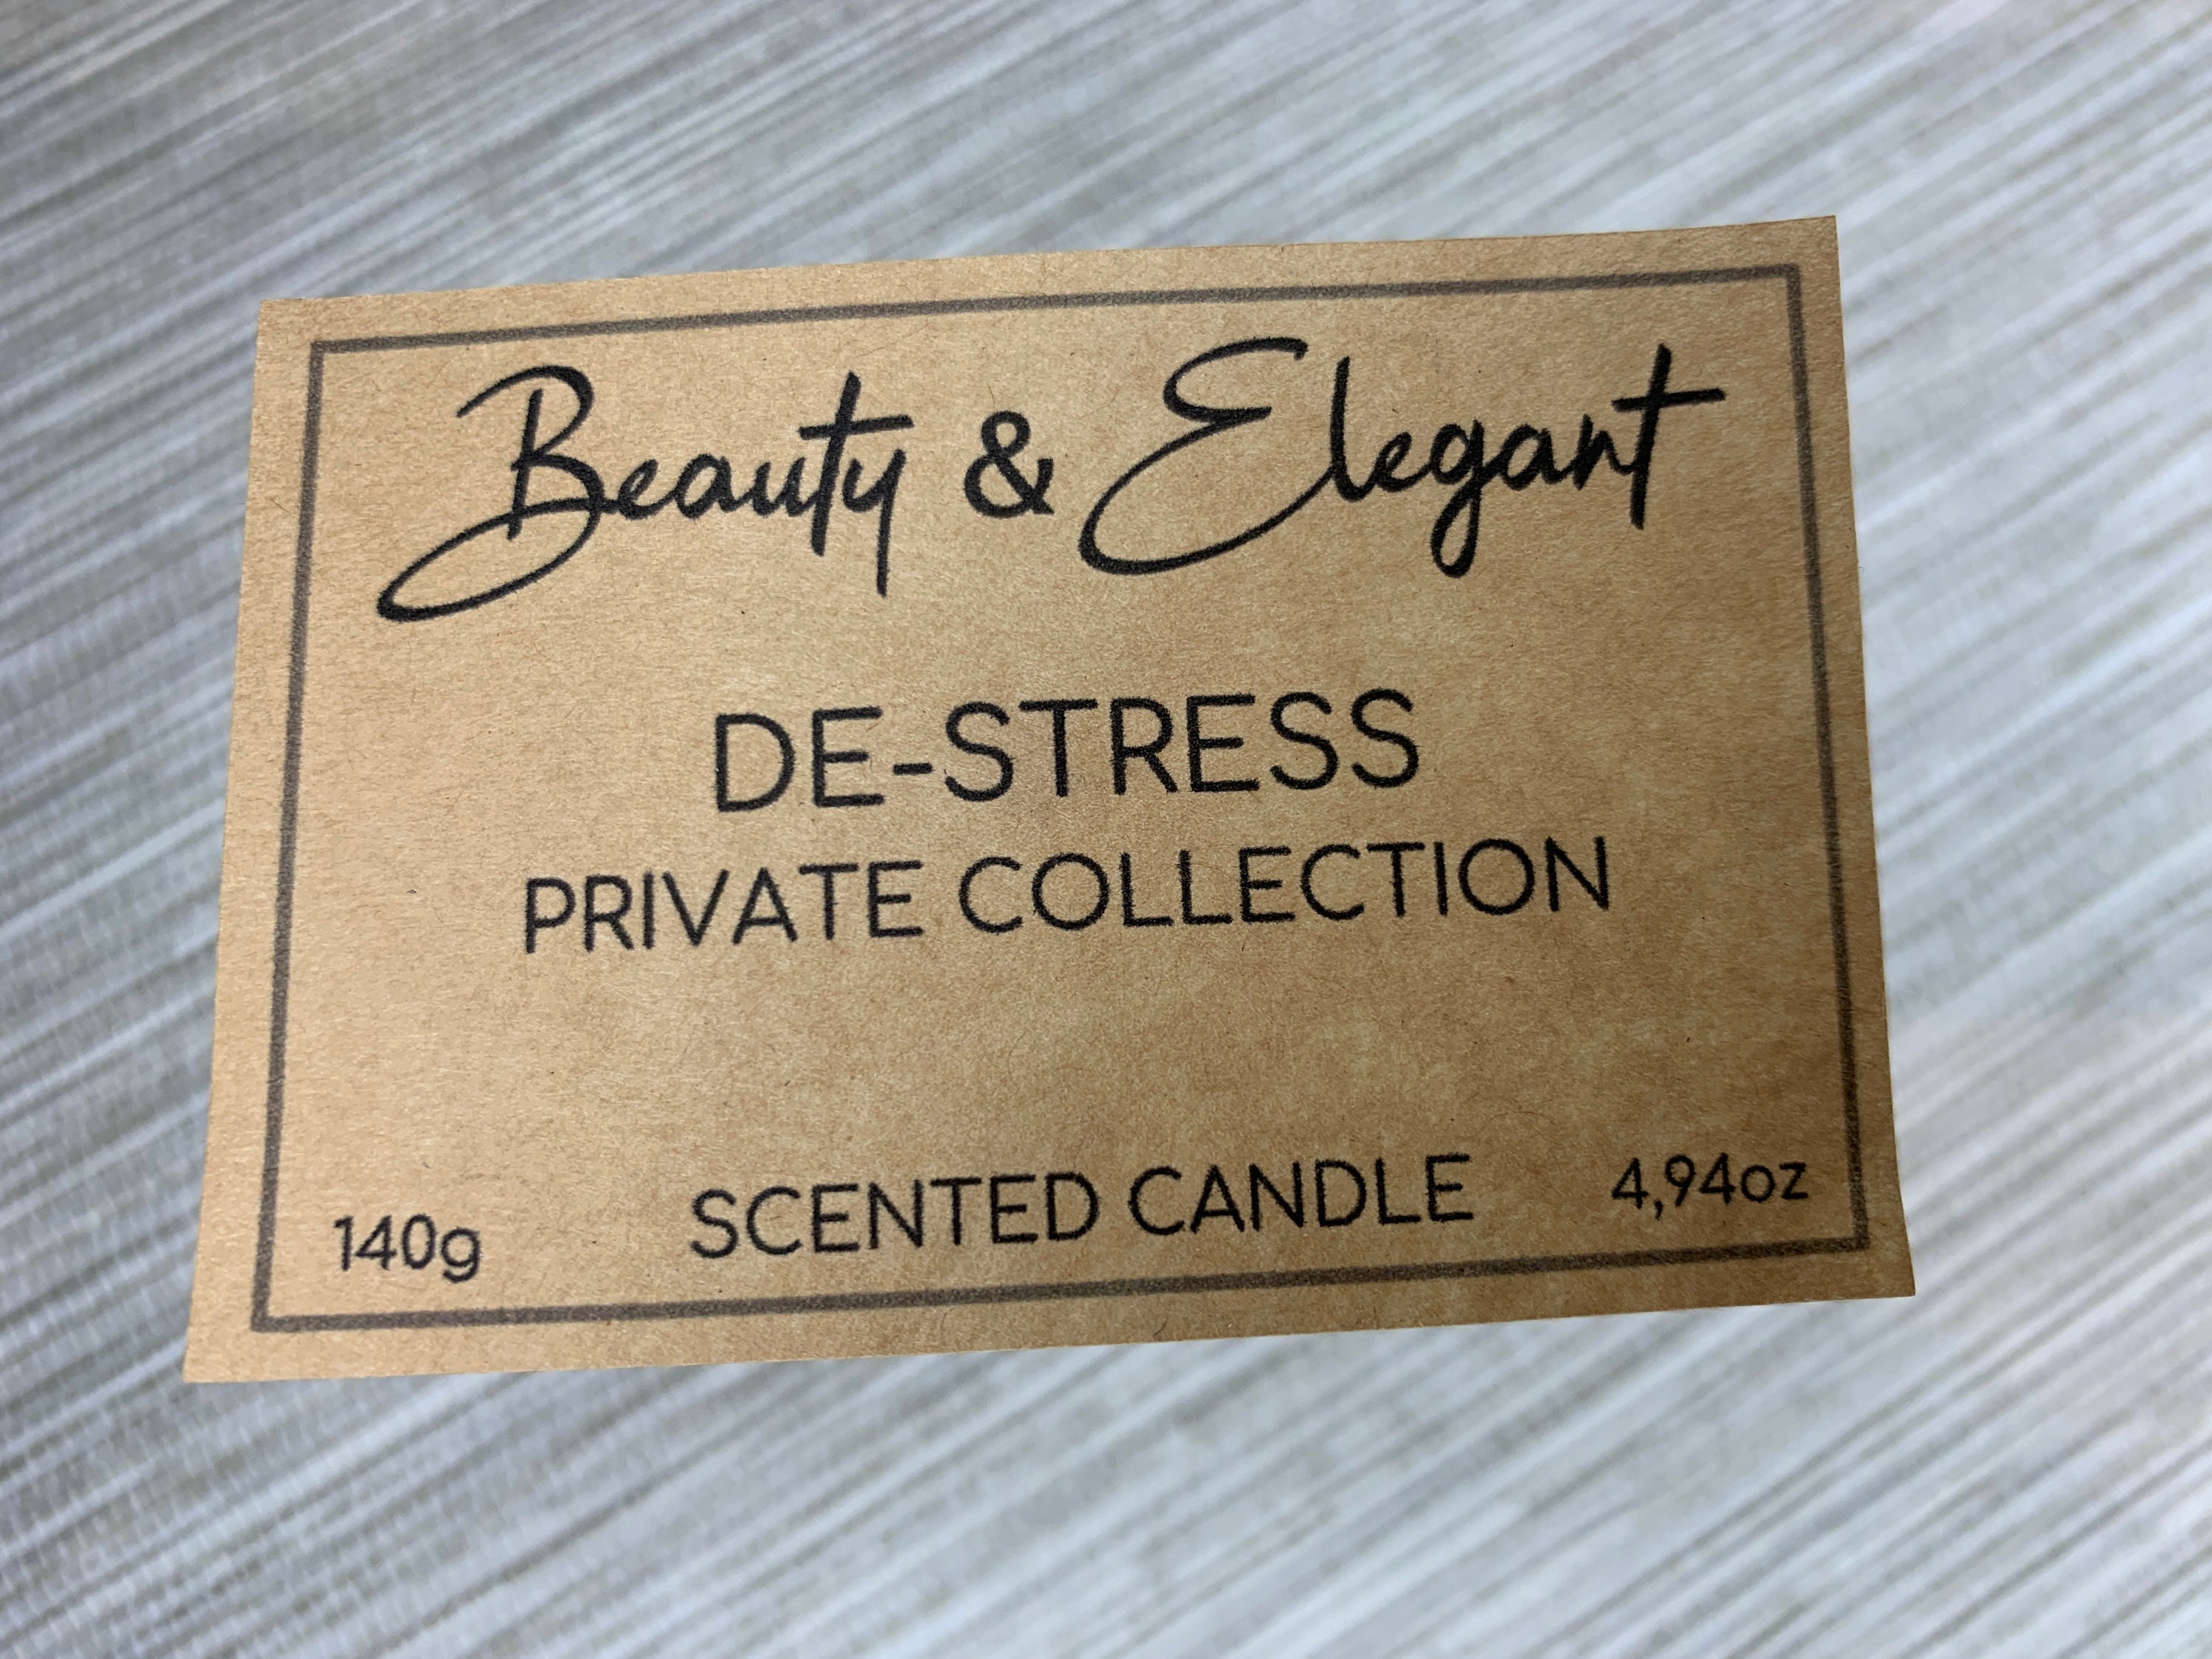 Beauty & Elegant
DE-STRESS
PRIVATE COLLECTION
140g SCENTED CANDLE 4,94oz